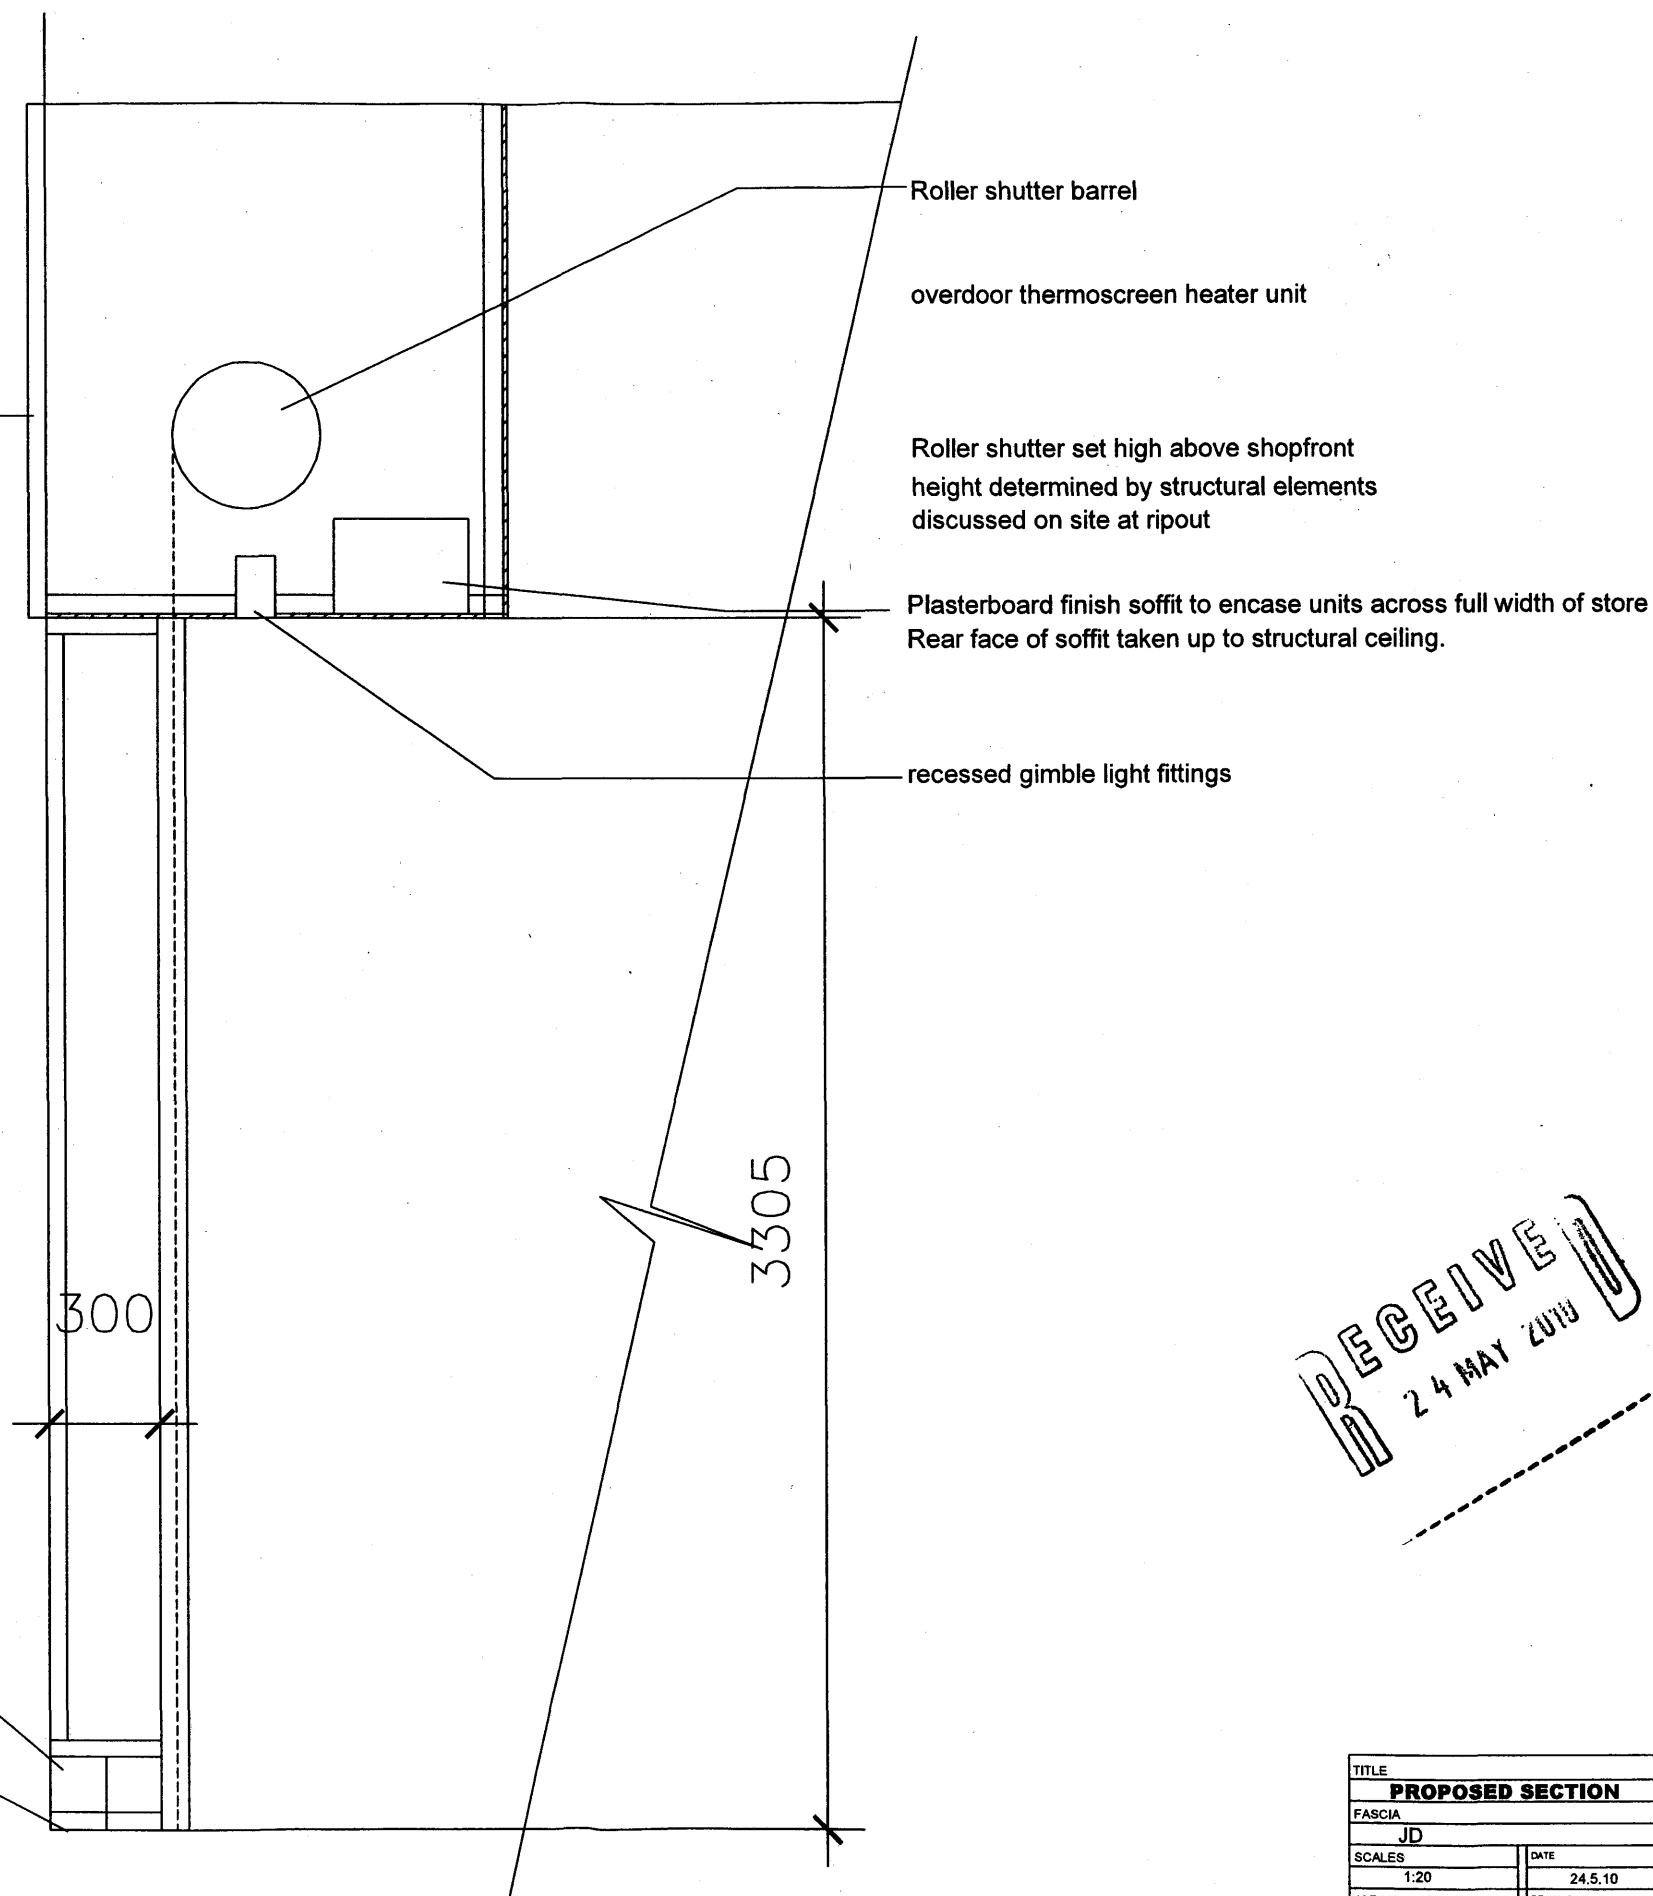 Roller shutter barrel
overdoor thermoscreen heater unit
Roller shutter set high above shopfront
height determined by structural elements
discussed on site at ripout
Plasterboard finish soffit to encase units across full width of store
Rear face of soffit taken up to structural ceiling.
recessed gimble light fittings
3305
300
RECEIVED
24 MAY 2010
TITLE
PROPOSED SECTION
FASCIA
JD
SCALES DATE
1:20 24.5.10